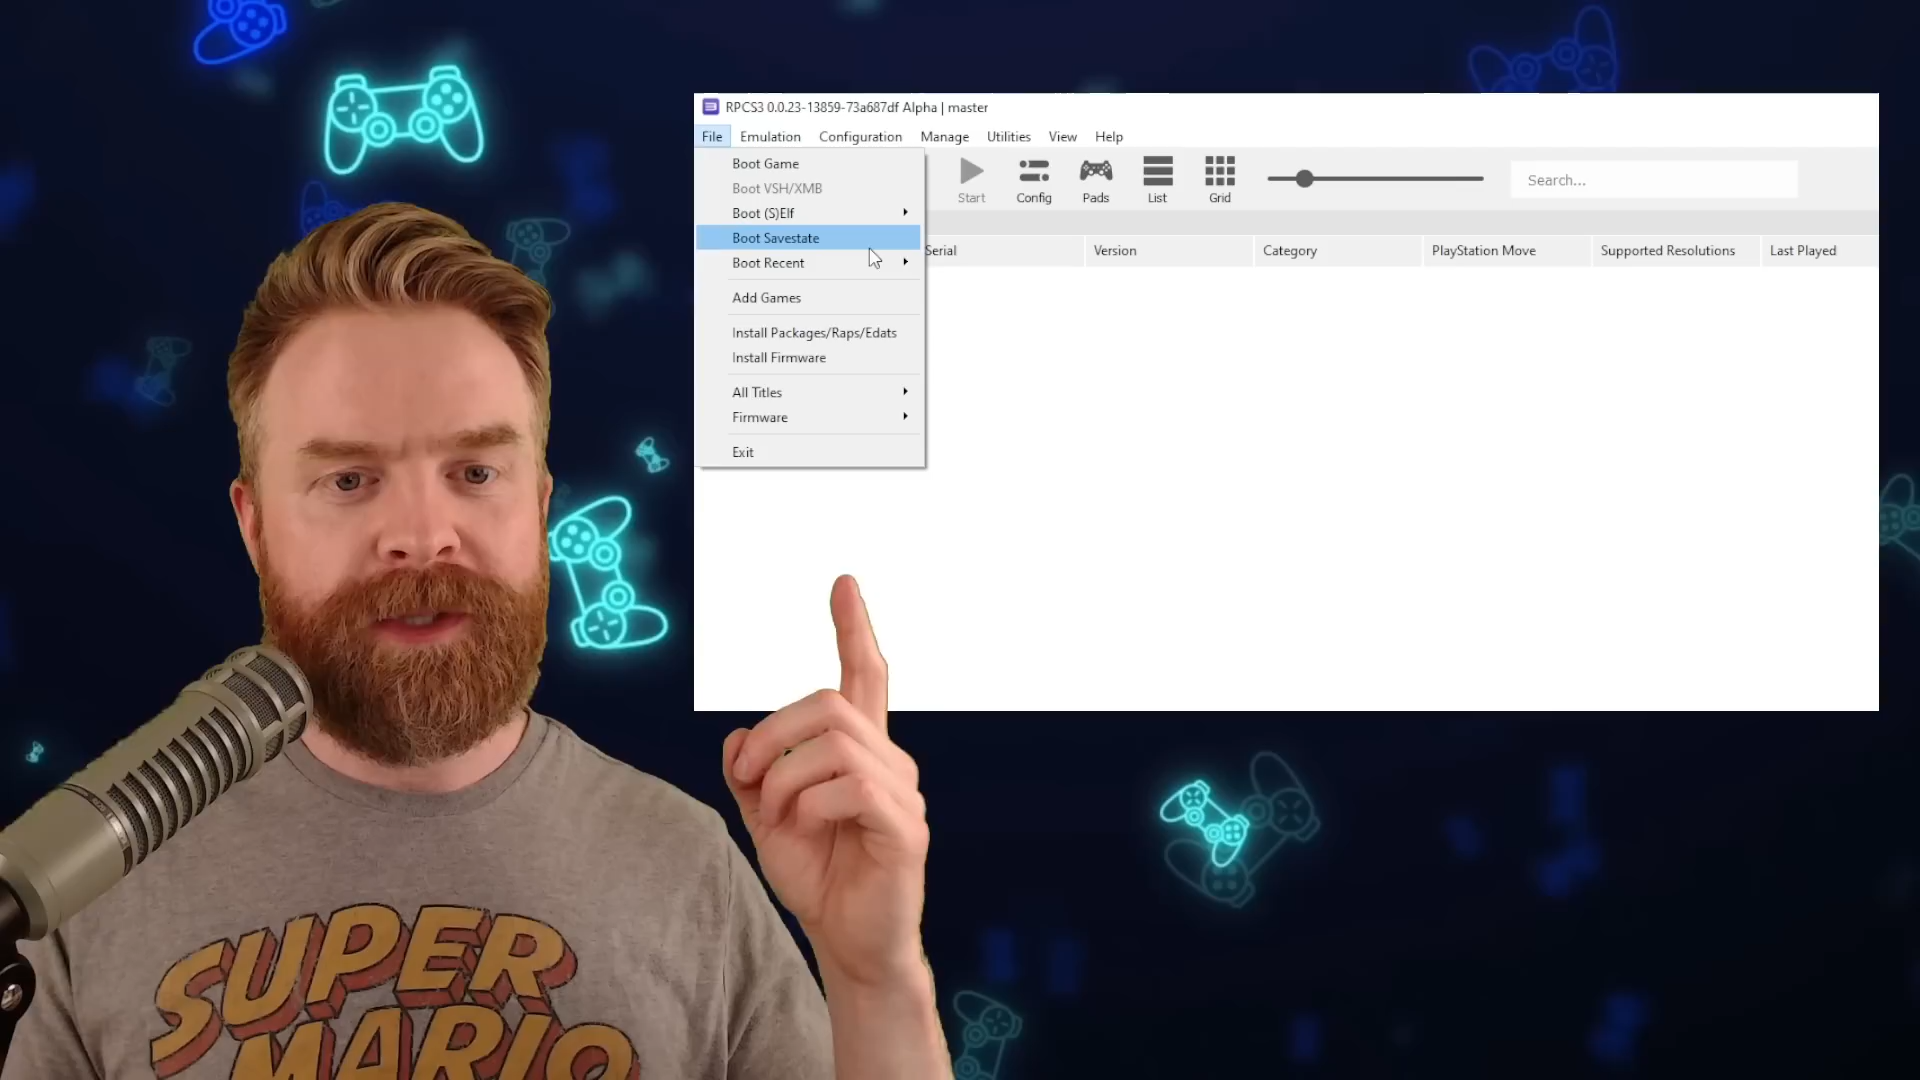 RPCS3 0.0.23-13859-73a687df Alpha | master
File Emulation Configuration Manage Utilities View Help
Boot Game
Boot VSH/XMB
Boot (S)Elf
Boot Savestate
Boot Recent
Add Games
Install Packages/Raps/Edats
Install Firmware
All Titles
Firmware
Exit
Start Config Pads List Grid
Search...
Serial Version Category PlayStation Move Supported Resolutions Last Played
SUPER
MARIO